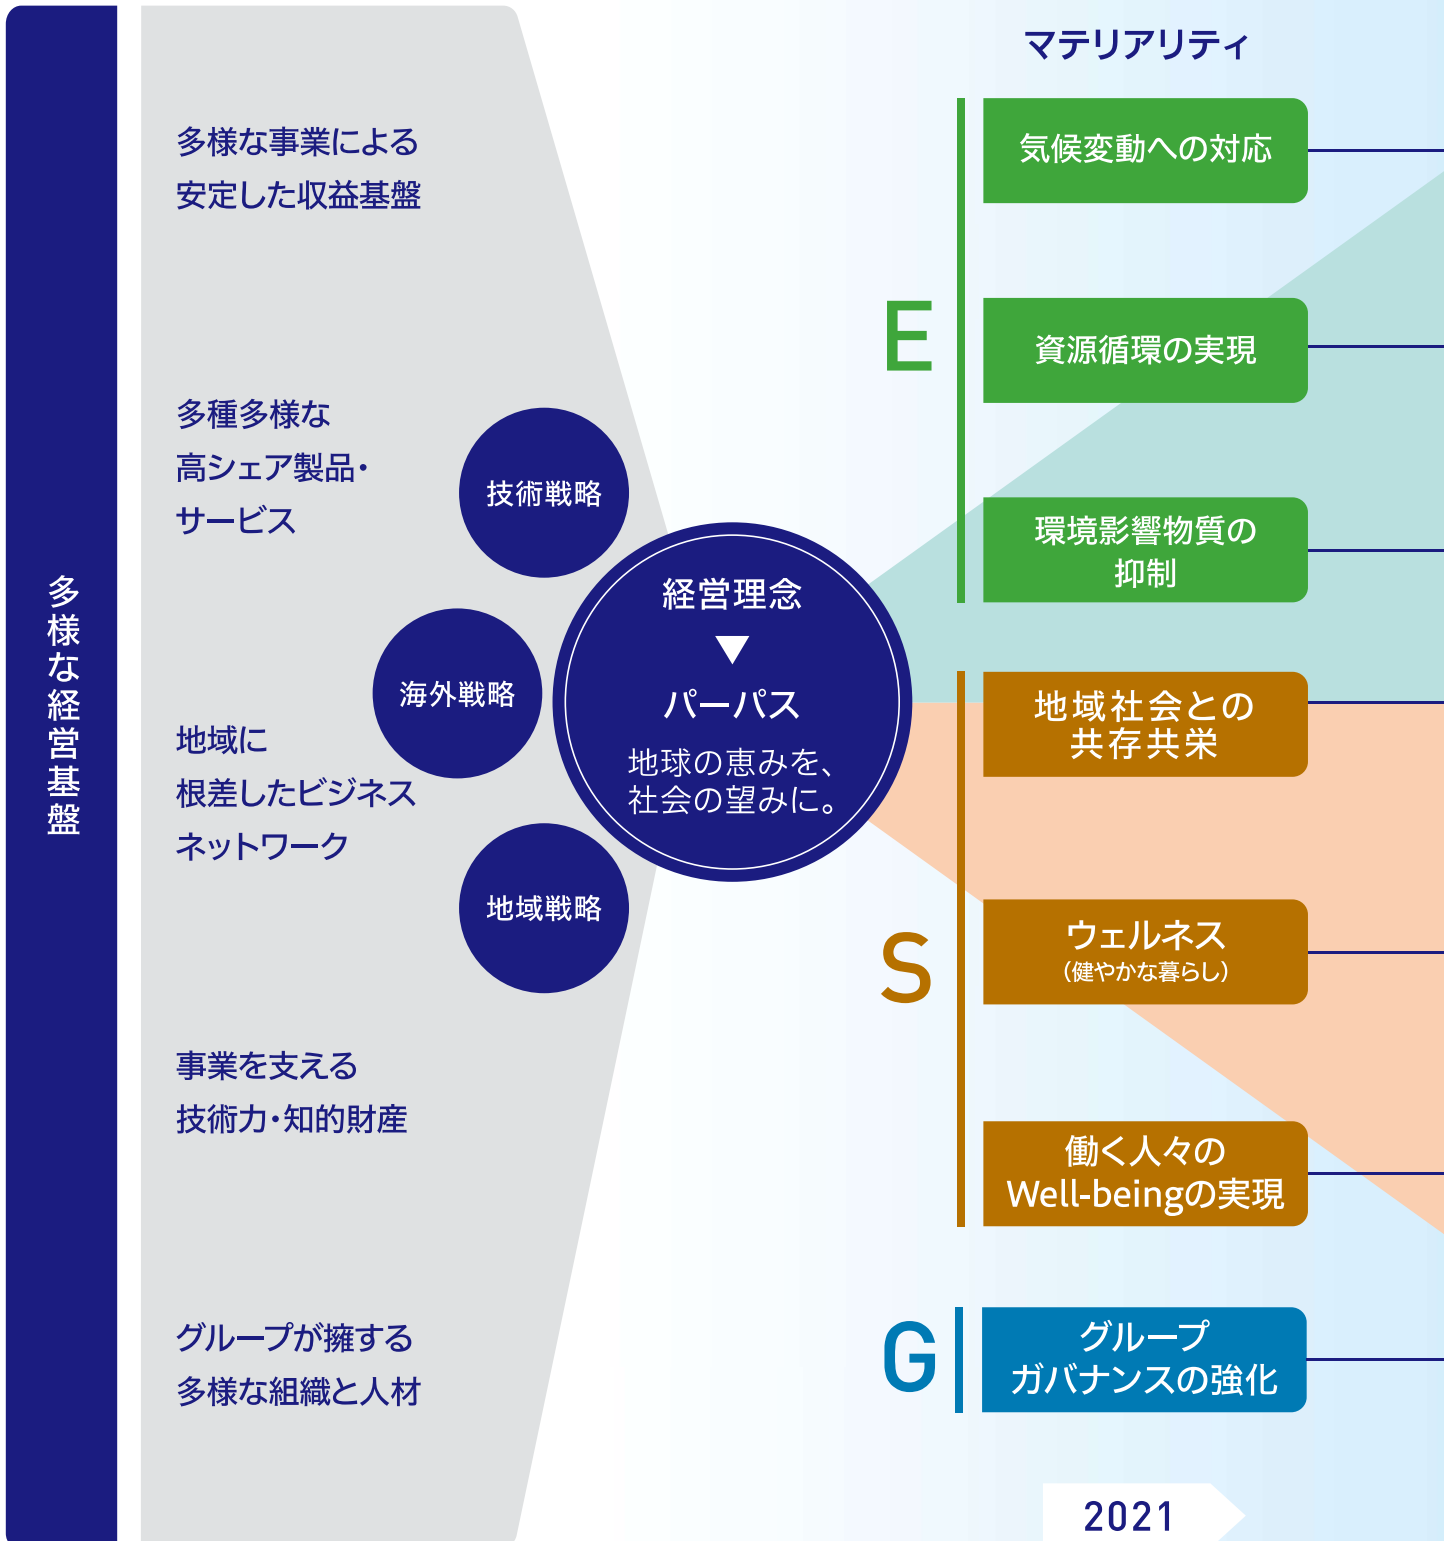 多様な経営基盤
多様な事業による
安定した収益基盤
多種多様な
高シェア製品・
サービス
地域に
根差したビジネス
ネットワーク
事業を支える
技術力・知的財産
グループが擁する
多様な組織と人材
技術戦略
海外戦略
地域戦略
経営理念
▼
パーパス
地球の恵みを、
社会の望みに。
マテリアリティ
E
気候変動への対応
資源循環の実現
環境影響物質の
抑制
S
地域社会との
共存共栄
ウェルネス
（健やかな暮らし）
働く人々の
Well-beingの実現
G
グループ
ガバナンスの強化
2021